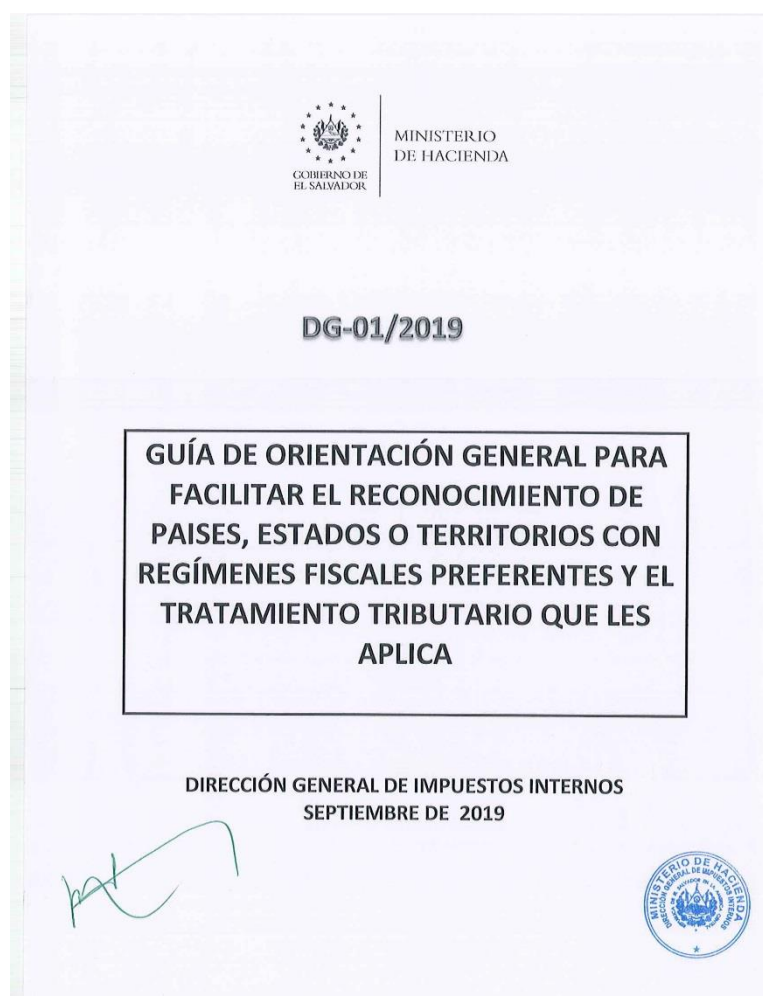 GOBIERNO DE
EL SALVADOR
MINISTERIO
DE HACIENDA
DG-01/2019
GUÍA DE ORIENTACIÓN GENERAL PARA
FACILITAR EL RECONOCIMIENTO DE
PAISES, ESTADOS O TERRITORIOS CON
REGÍMENES FISCALES PREFERENTES Y EL
TRATAMIENTO TRIBUTARIO QUE LES
APLICA
DIRECCIÓN GENERAL DE IMPUESTOS INTERNOS
SEPTIEMBRE DE 2019
MINISTERIO DE HACIENDA
DIRECCIÓN GENERAL DE IMPUESTOS INTERNOS